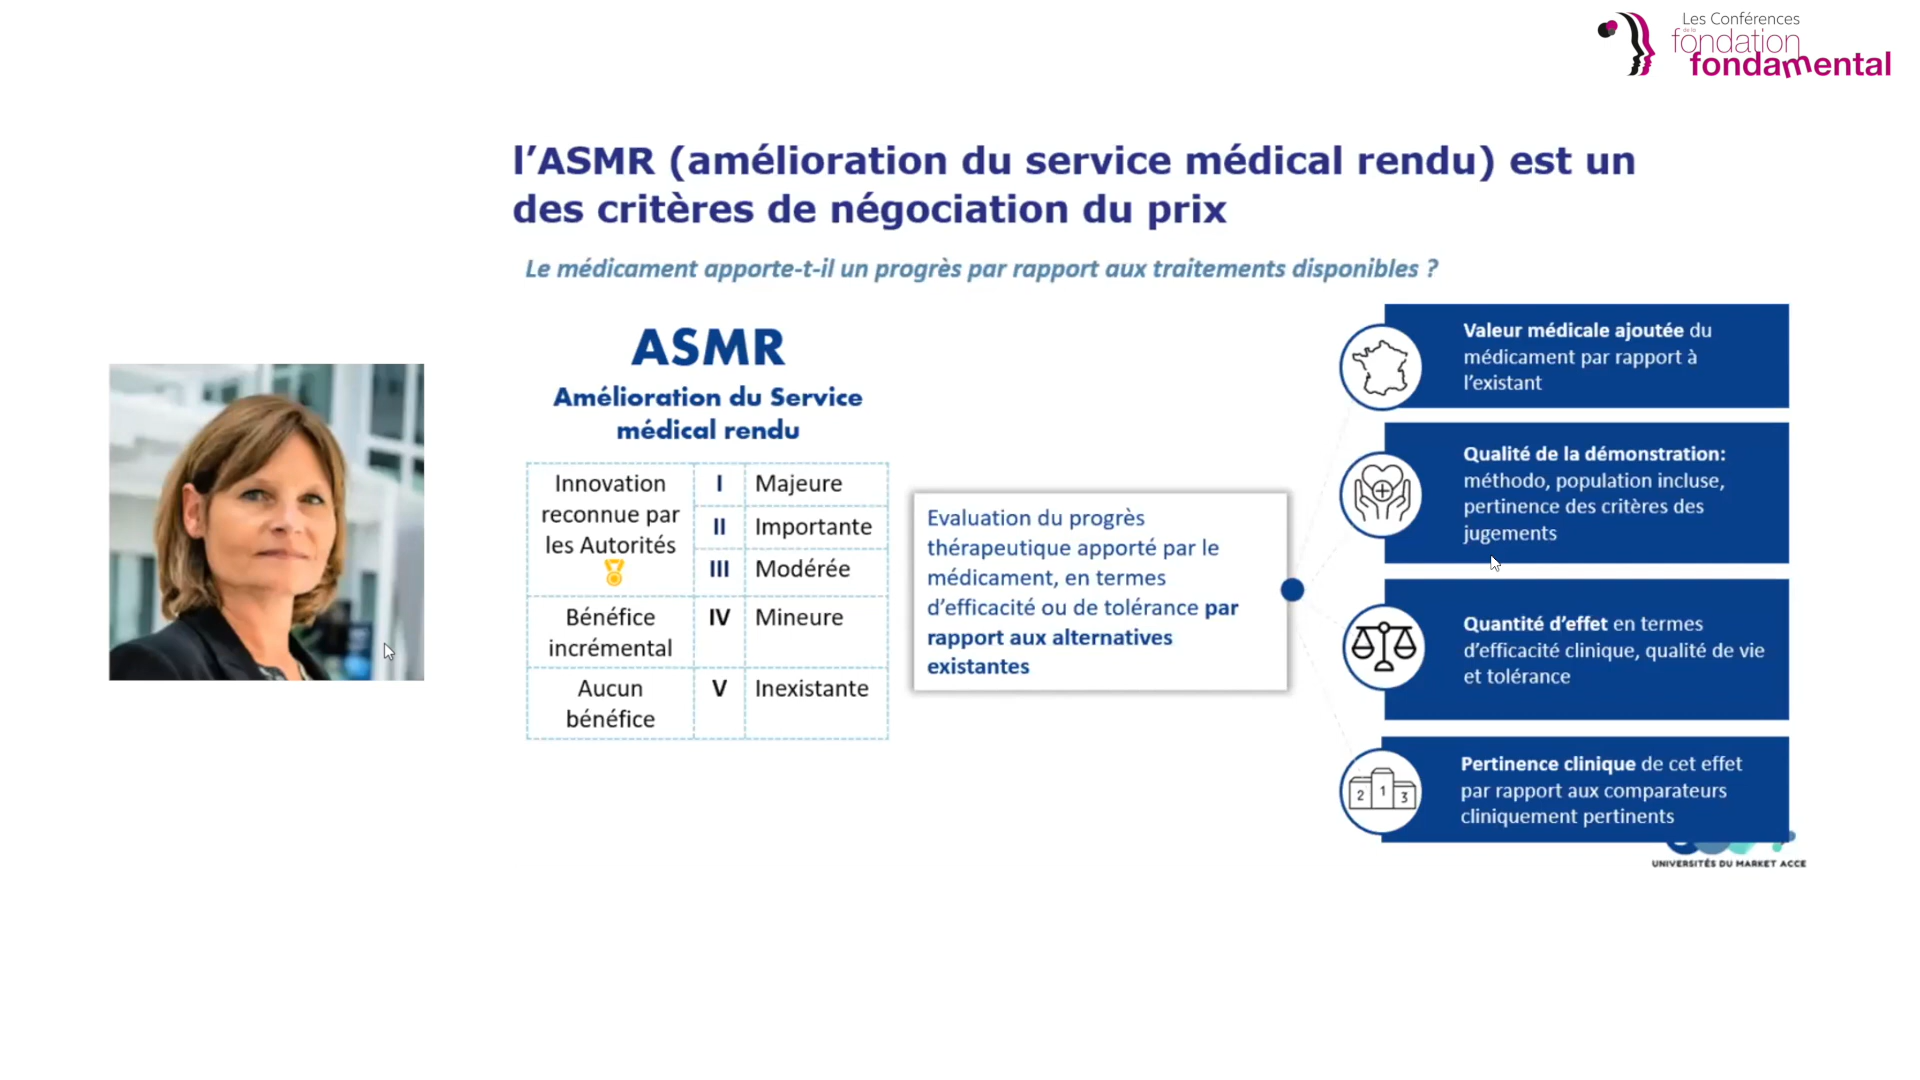 Les Conférences
de la
fondation
fondamental
l’ASMR (amélioration du service médical rendu) est un
des critères de négociation du prix
Le médicament apporte-t-il un progrès par rapport aux traitements disponibles ?
ASMR
Amélioration du Service
médical rendu
Innovation
reconnue par
les Autorités
I
Majeure
II
Importante
III
Modérée
Bénéfice
incrémental
IV
Mineure
Aucun
bénéfice
V
Inexistante
Evaluation du progrès
thérapeutique apporté par le
médicament, en termes
d’efficacité ou de tolérance par
rapport aux alternatives
existantes
Valeur médicale ajoutée du
médicament par rapport à
l’existant
Qualité de la démonstration:
méthodo, population incluse,
pertinence des critères des
jugements
Quantité d’effet en termes
d’efficacité clinique, qualité de vie
et tolérance
2 1 3
Pertinence clinique de cet effet
par rapport aux comparateurs
cliniquement pertinents
UNIVERSITÉS DU MARKET ACCE